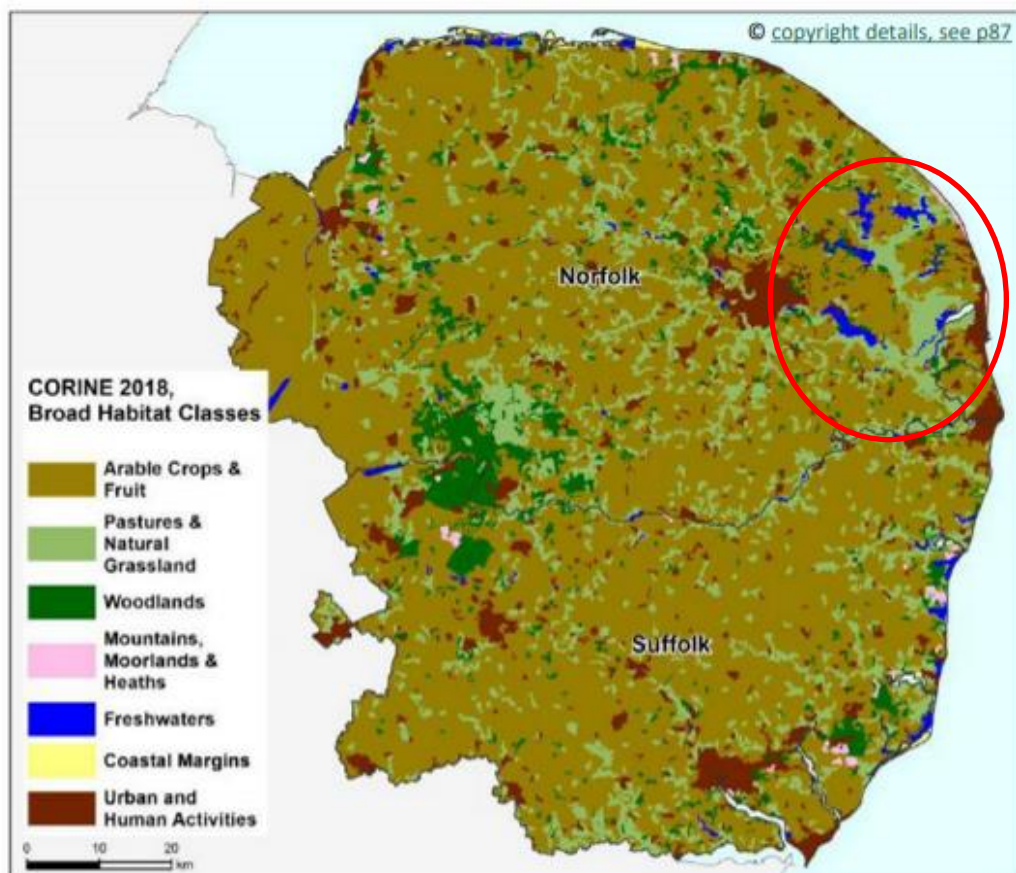 © copyright details, see p87
Norfolk
CORINE 2018,
Broad Habitat Classes
Arable Crops &
Fruit
Pastures &
Natural
Grassland
Woodlands
Mountains,
Moorlands &
Heaths
Suffolk
Freshwaters
Coastal Margins
Urban and
Human Activities
0 10 20
km